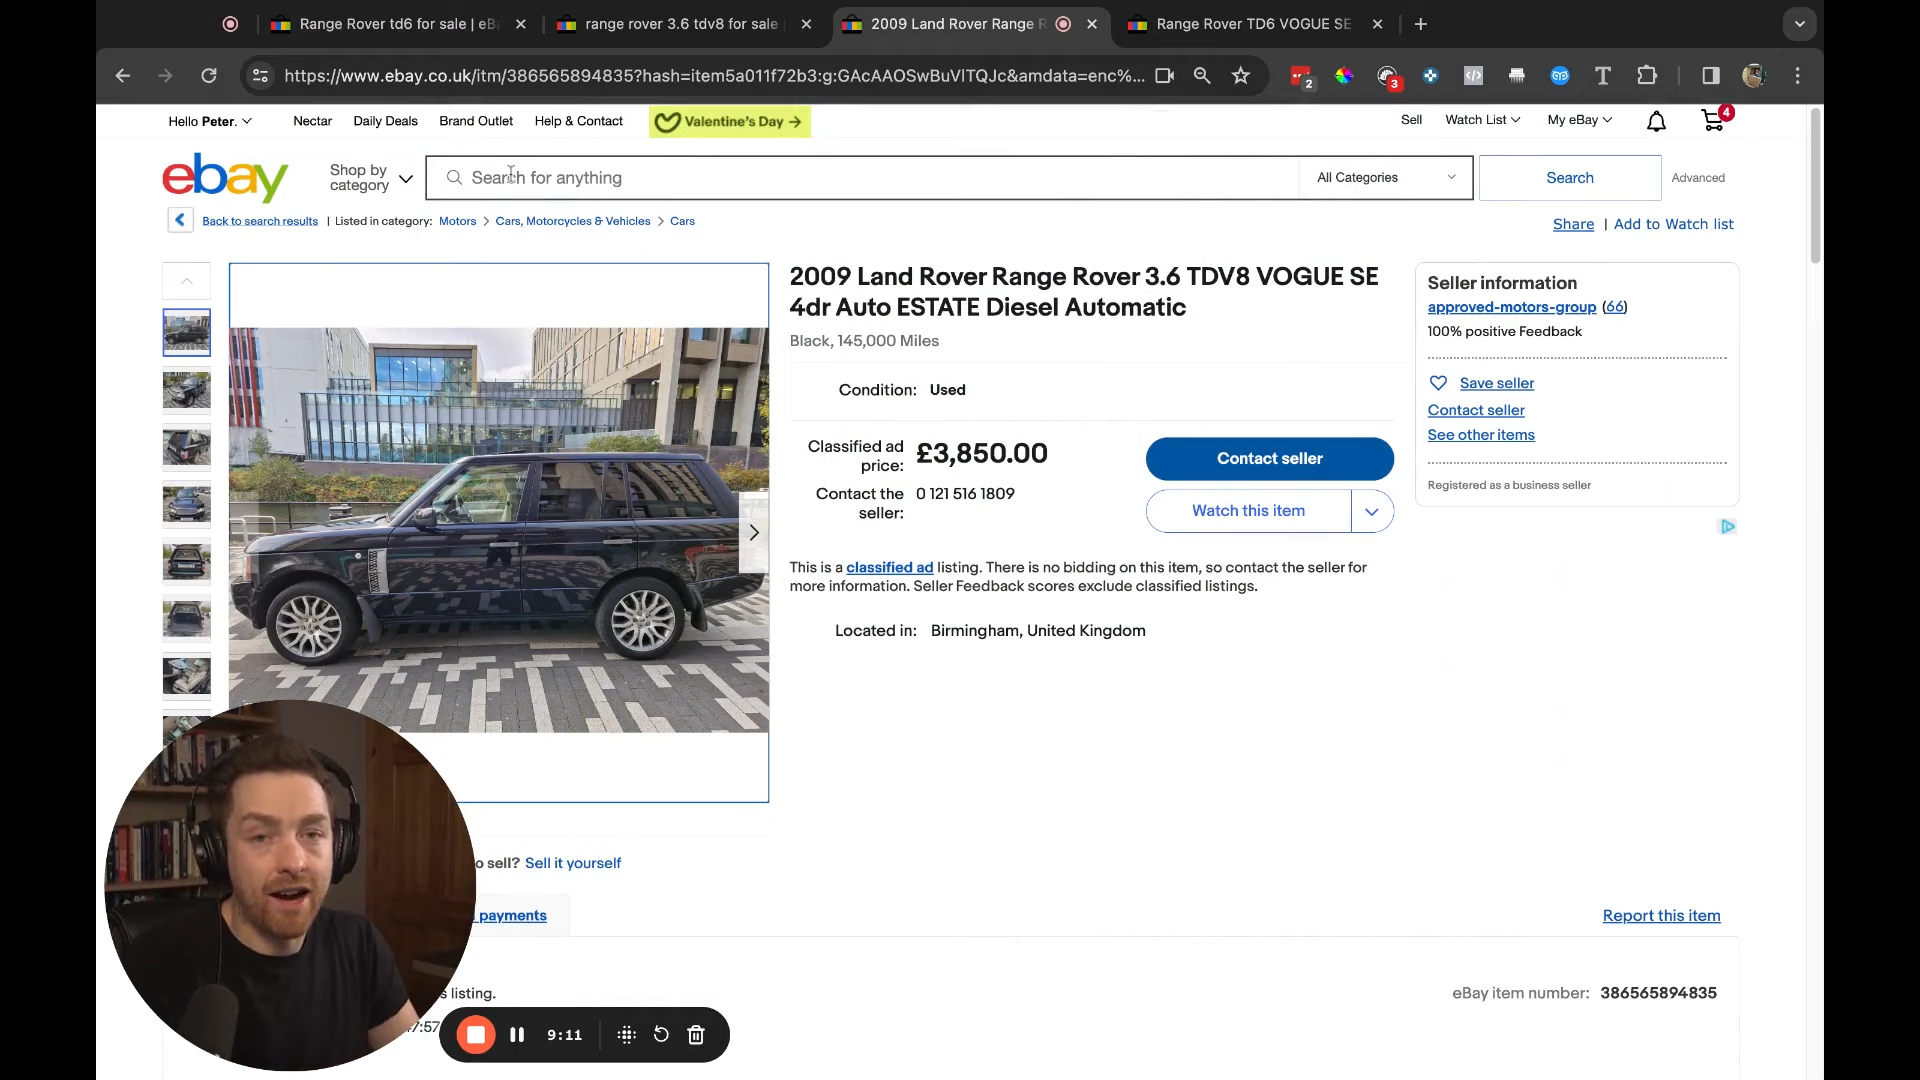 Range Rover td6 for sale | eB
range rover 3.6 tdv8 for sale
2009 Land Rover Range R
Range Rover TD6 VOGUE SE
https://www.ebay.co.uk/itm/386565894835?hash=item5a011f72b3:g:GAcAAOSwBuVlTQJc&amdata=enc%...
2
3
Hello Peter.
Nectar
Daily Deals
Brand Outlet
Help & Contact
Valentine's Day →
Sell
Watch List
My eBay
4
ebay
Shop by
category
Search for anything
All Categories
Search
Advanced
Back to search results
| Listed in category:
Motors
Cars, Motorcycles & Vehicles
Cars
Share | Add to Watch list
2009 Land Rover Range Rover 3.6 TDV8 VOGUE SE
4dr Auto ESTATE Diesel Automatic
Black, 145,000 Miles
Condition: Used
Classified ad
price:
£3,850.00
Contact seller
Contact the
seller:
0 121 516 1809
Watch this item
This is a classified ad listing. There is no bidding on this item, so contact the seller for
more information. Seller Feedback scores exclude classified listings.
Located in: Birmingham, United Kingdom
Seller information
approved-motors-group (66)
100% positive Feedback
Save seller
Contact seller
See other items
Registered as a business seller
o sell? Sell it yourself
payments
Report this item
s listing.
eBay item number: 386565894835
7:57
9:11